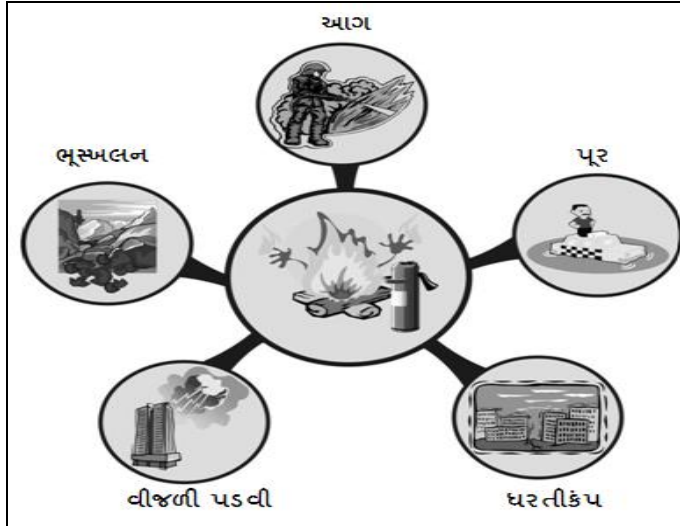 આગ
ભૂસ્ખલન
પૂર
વીજળી પડવી
ધરતીકંપ